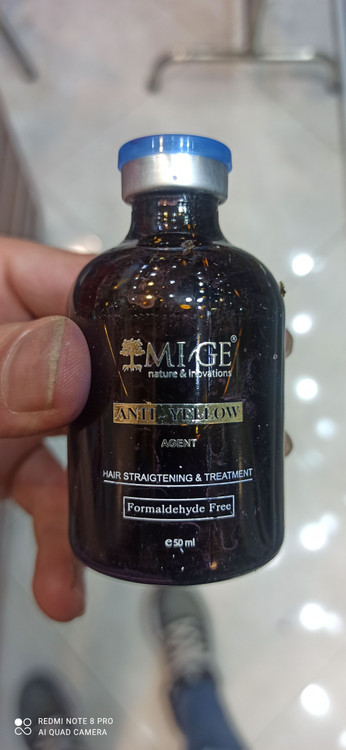 MI GE®
nature & inovations
ANTI YELLOW
AGENT
HAIR STRAIGTENING & TREATMENT
Formaldehyde Free
e50 ml
REDMI NOTE 8 PRO
AI QUAD CAMERA